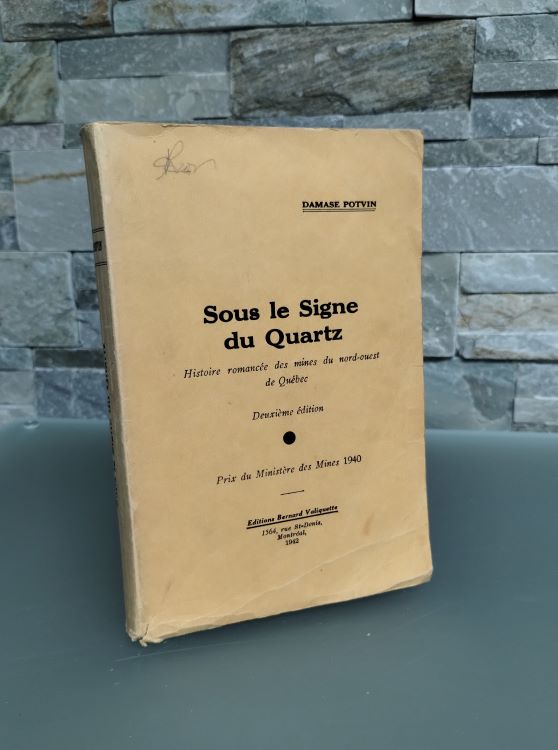 DAMASE POTVIN
Sous le Signe
du Quartz
Histoire romancée des mines du nord-ouest
de Québec
Deuxième édition
Prix du Ministère des Mines 1940
Editions Bernard Valiquette
1564, rue St-Denis,
Montréal,
1942